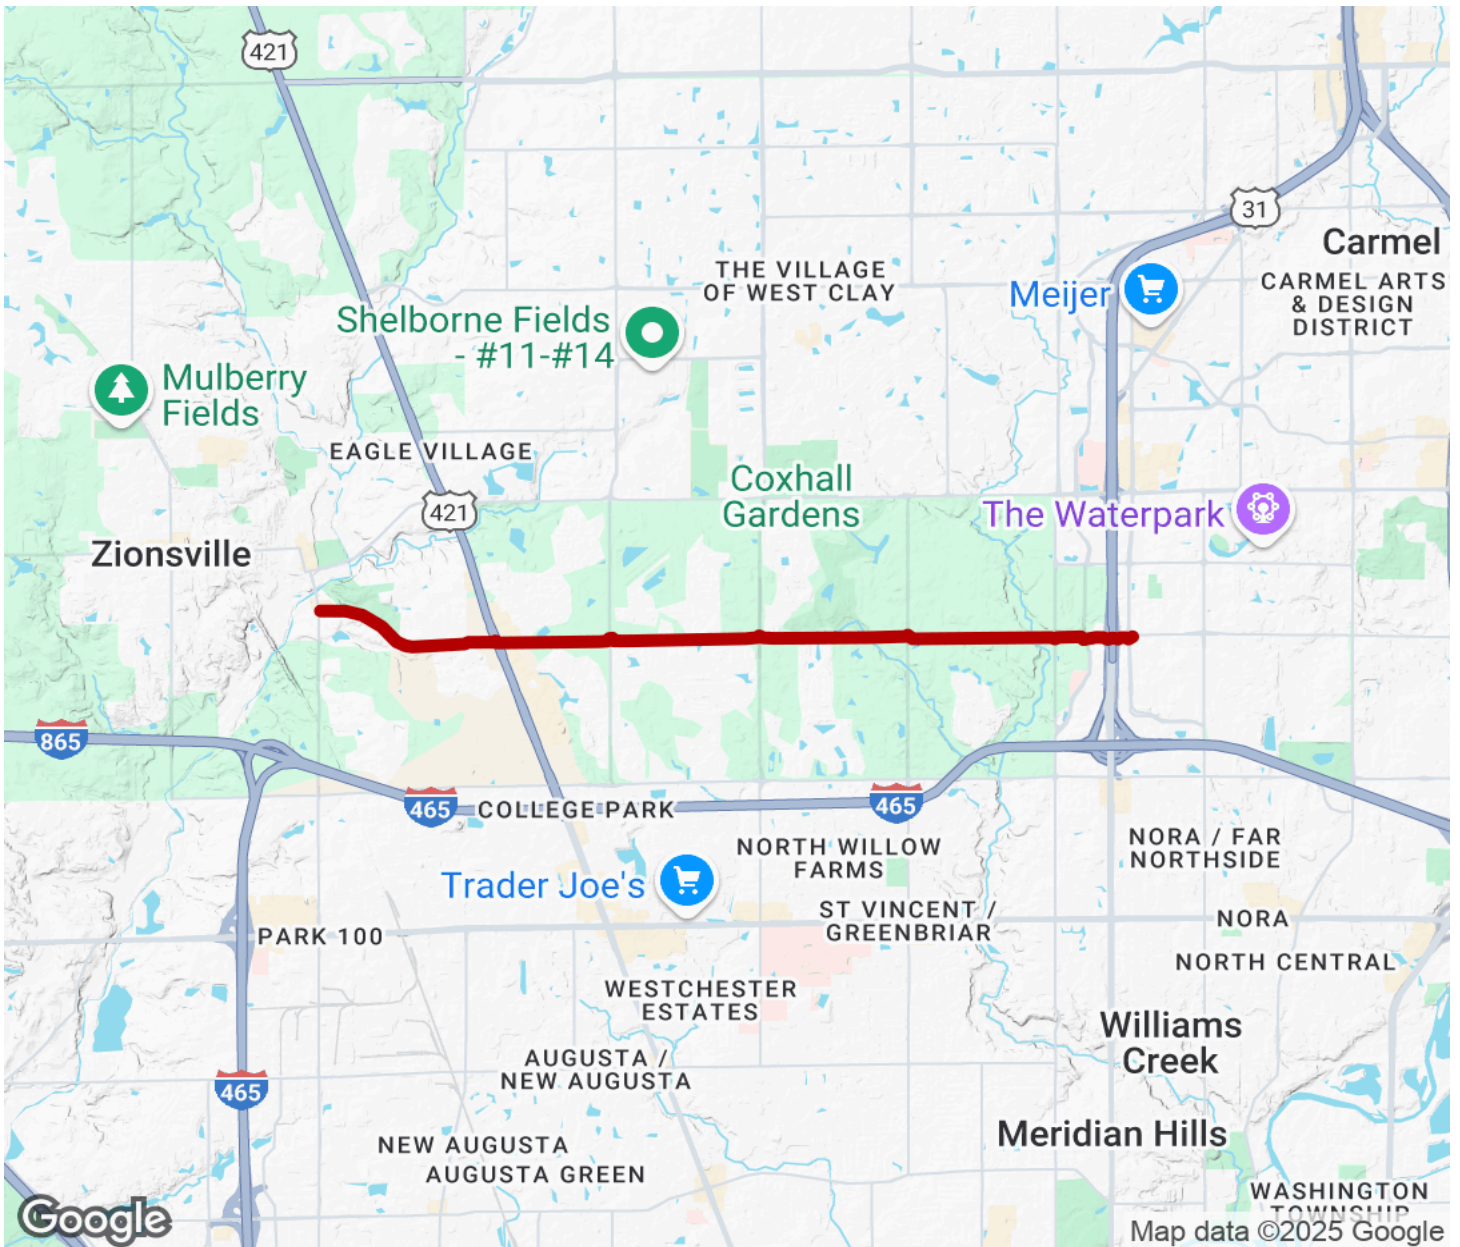 421
31
Carmel
CARMEL ARTS
& DESIGN
DISTRICT
THE VILLAGE
OF WEST CLAY
Meijer
Shelborne Fields
- #11-#14
Mulberry
Fields
EAGLE VILLAGE
Coxhall
Gardens
421
The Waterpark
Zionsville
865
465
COLLEGE PARK
465
NORTH WILLOW
FARMS
NORA / FAR
NORTHSIDE
Trader Joe's
ST VINCENT /
GREENBRIAR
NORA
PARK 100
NORTH CENTRAL
WESTCHESTER
ESTATES
Williams
Creek
AUGUSTA /
NEW AUGUSTA
465
Meridian Hills
NEW AUGUSTA
AUGUSTA GREEN
WASHINGTON
TOWNSHIP
Google
Map data ©2025 Google